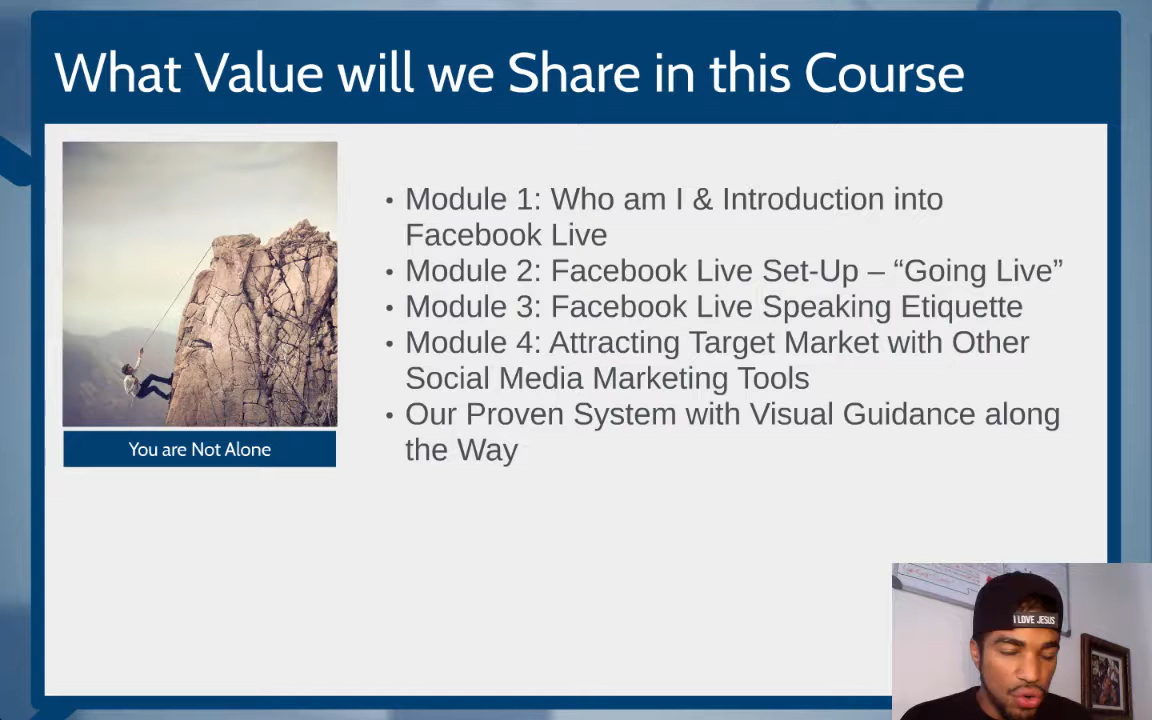 What Value will we Share in this Course
• Module 1: Who am I & Introduction into
Facebook Live
• Module 2: Facebook Live Set-Up – “Going Live”
• Module 3: Facebook Live Speaking Etiquette
• Module 4: Attracting Target Market with Other
Social Media Marketing Tools
• Our Proven System with Visual Guidance along
the Way
You are Not Alone
I LOVE JESUS